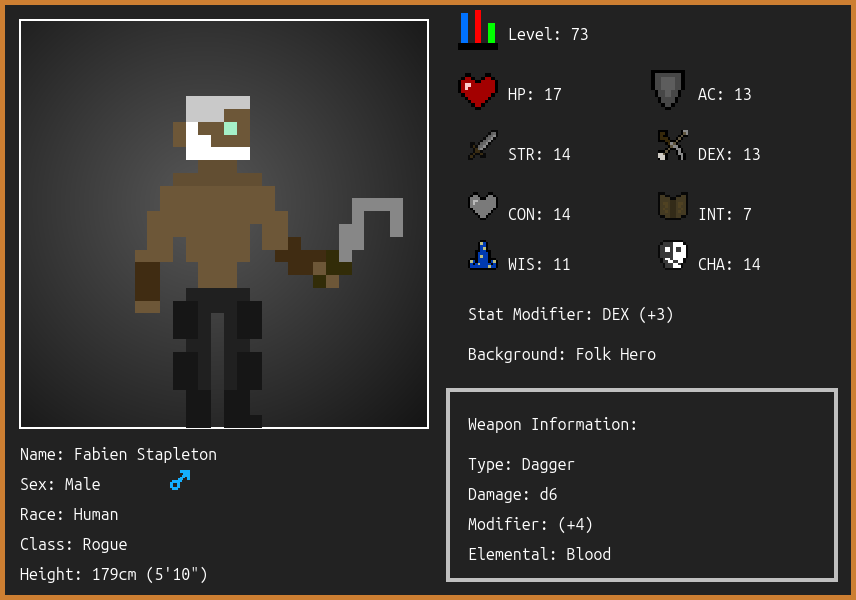 Level: 73
HP: 17
AC: 13
STR: 14
DEX: 13
CON: 14
INT: 7
WIS: 11
CHA: 14
Stat Modifier: DEX (+3)
Background: Folk Hero
Weapon Information:
Type: Dagger
Damage: d6
Modifier: (+4)
Elemental: Blood
Name: Fabien Stapleton
Sex: Male
Race: Human
Class: Rogue
Height: 179cm (5'10")